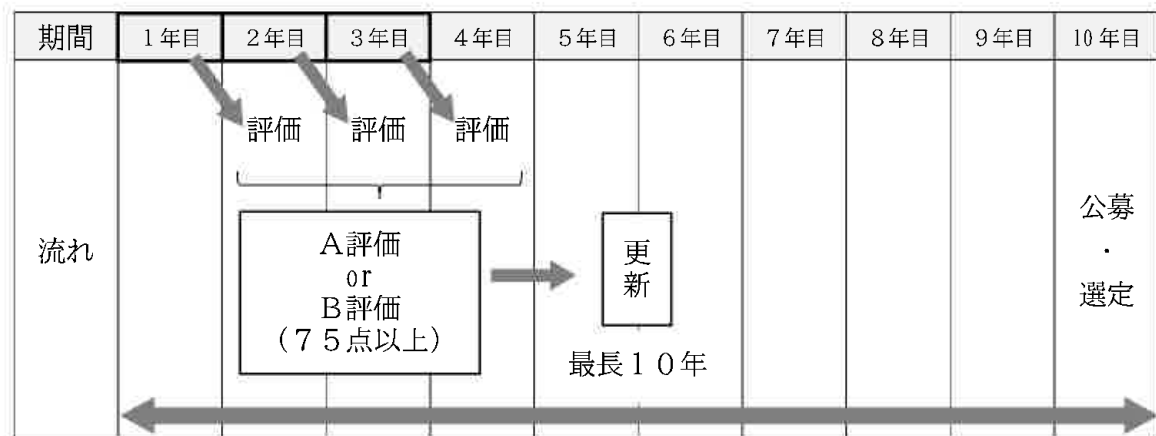 期間 1年目 2年目 3年目 4年目 5年目 6年目 7年目 8年目 9年目 10年目
評価 評価 評価
流れ
A評価
or
B評価
(75点以上)
更
新
最長10年
公募
・
選定